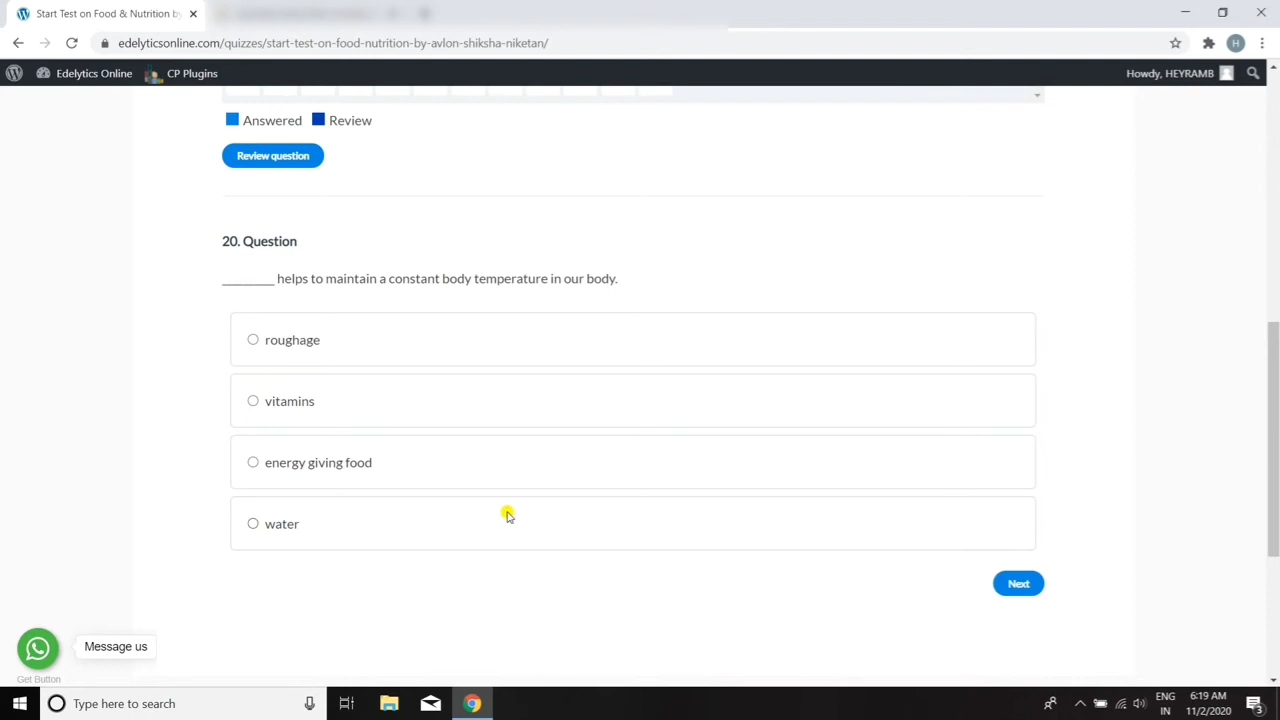 Start Test on Food & Nutrition by
edelyticsonline.com/quizzes/start-test-on-food-nutrition-by-avlon-shiksha-niketan/
H
Edelytics Online
CP Plugins
Howdy, HEYRAMB
Answered
Review
Review question
20. Question
__________ helps to maintain a constant body temperature in our body.
roughage
vitamins
energy giving food
water
Next
Message us
Get Button
Type here to search
ENG
IN
6:19 AM
11/2/2020
3